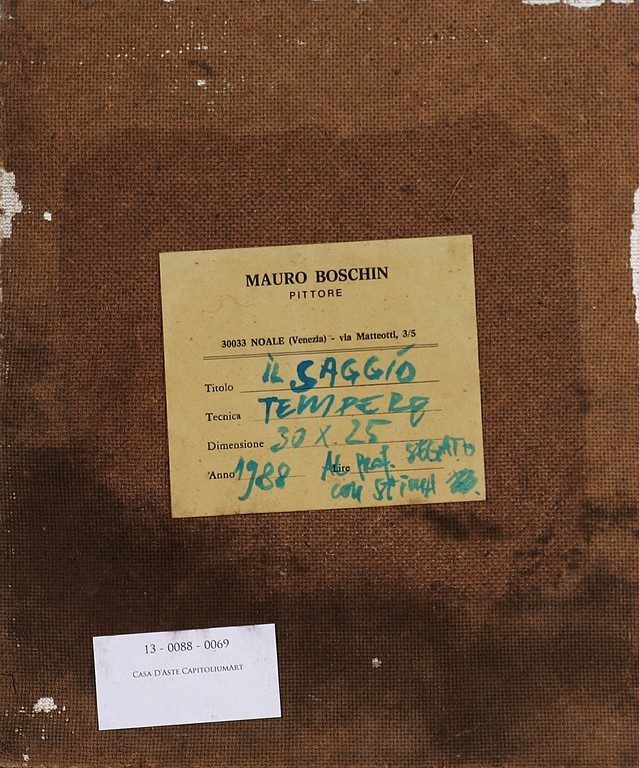 MAURO BOSCHIN
PITTORE
30033 NOALE (Venezia) - via Matteotti, 3/5
Titolo IL SAGGIO
Tecnica TEMPERE
Dimensione 30 X 25
Anno 1988 Lire AL PROF. SEGATO
CON STIMA
13 - 0088 - 0069
CASA D'ASTE CAPITOLIUMART